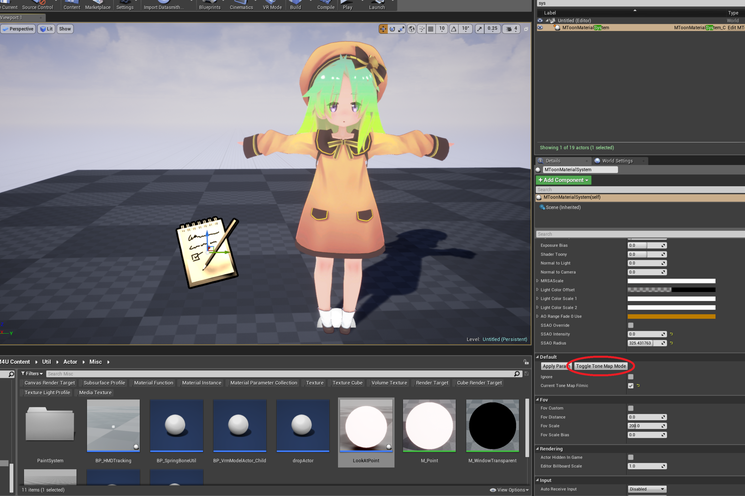 Current
Source Control
Content
Marketplace
Settings
Import Datasmith...
Blueprints
Cinematics
VR Mode
Build
Compile
Play
Launch
Viewport 1
Perspective
Lit
Show
10
10°
0.25
Level: Untitled (Persistent)
sys
Label
Type
Untitled (Editor)
World
MToonMaterialSystem
MToonMaterialSystem_C
Edit MT
Showing 1 of 19 actors (1 selected)
Details
World Settings
MToonMaterialSystem
+ Add Component
Search
MToonMaterialSystem(self)
Scene (Inherited)
Search
Exposure Bias
0.0
Shader Toony
0.0
Normal to Light
0.0
Normal to Camera
0.0
MRSAScale
Light Color Offset
Light Color Scale 1
Light Color Scale 2
AO Range Fade 0 Use
SSAO Override
SSAO Intensity
0.0
SSAO Radius
Default
Toggle Tone Map Mode
Ignore
Current Tone Map Filmic
Fov
Fov Custom
Fov Distance
0.0
Fov Scale
Fov Scale Bias
0.0
Rendering
Actor Hidden In Game
Editor Billboard Scale
1.0
Input
Auto Receive Input
Disabled
M4U Content
Util
Actor
Misc
Filters
Search Misc
Canvas Render Target
Subsurface Profile
Material Function
Material Instance
Material Parameter Collection
Texture
Texture Cube
Volume Texture
Render Target
Cube Render Target
Texture Light Profile
Media Texture
PaintSystem
BP_HMDTracking
BP_SpringBoneUtil
BP_VrmModelActor_Child
dropActor
LookAtPoint
M_Point
M_WindowTransparent
11 items (1 selected)
View Options